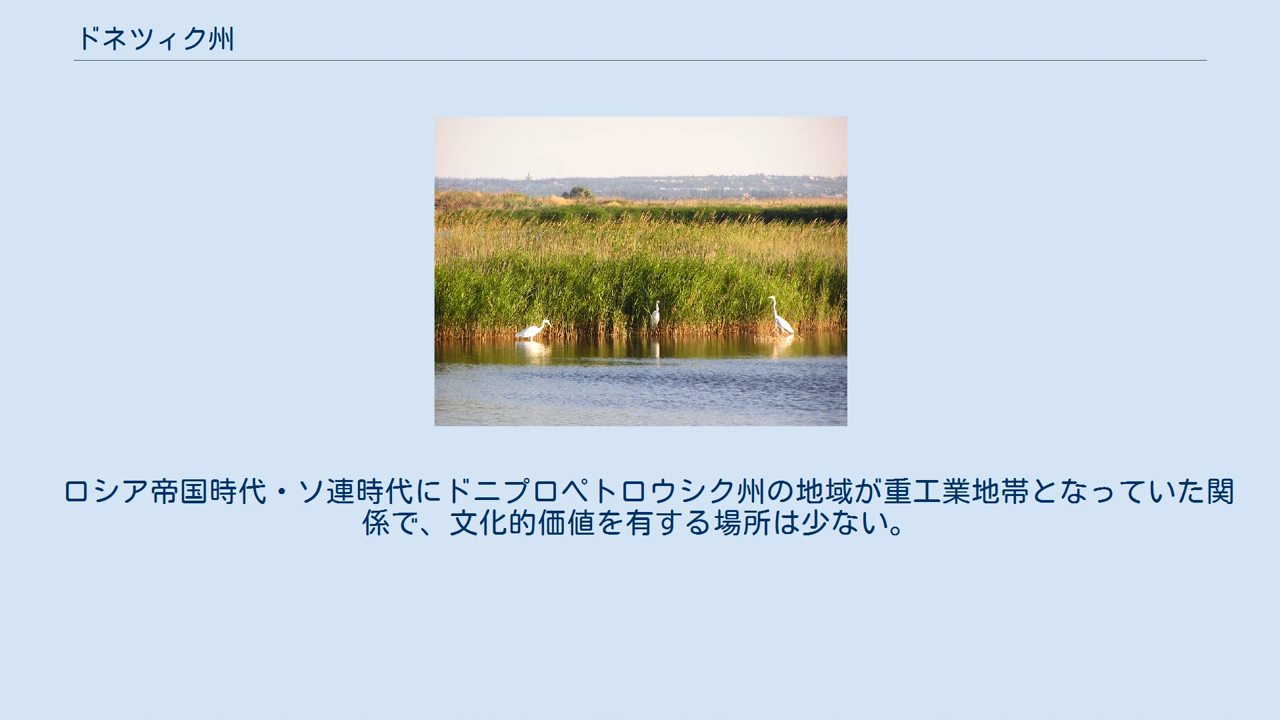 ドネツィク州
ロシア帝国時代・ソ連時代にドニプロペトロウシク州の地域が重工業地帯となっていた関
係で、文化的価値を有する場所は少ない。